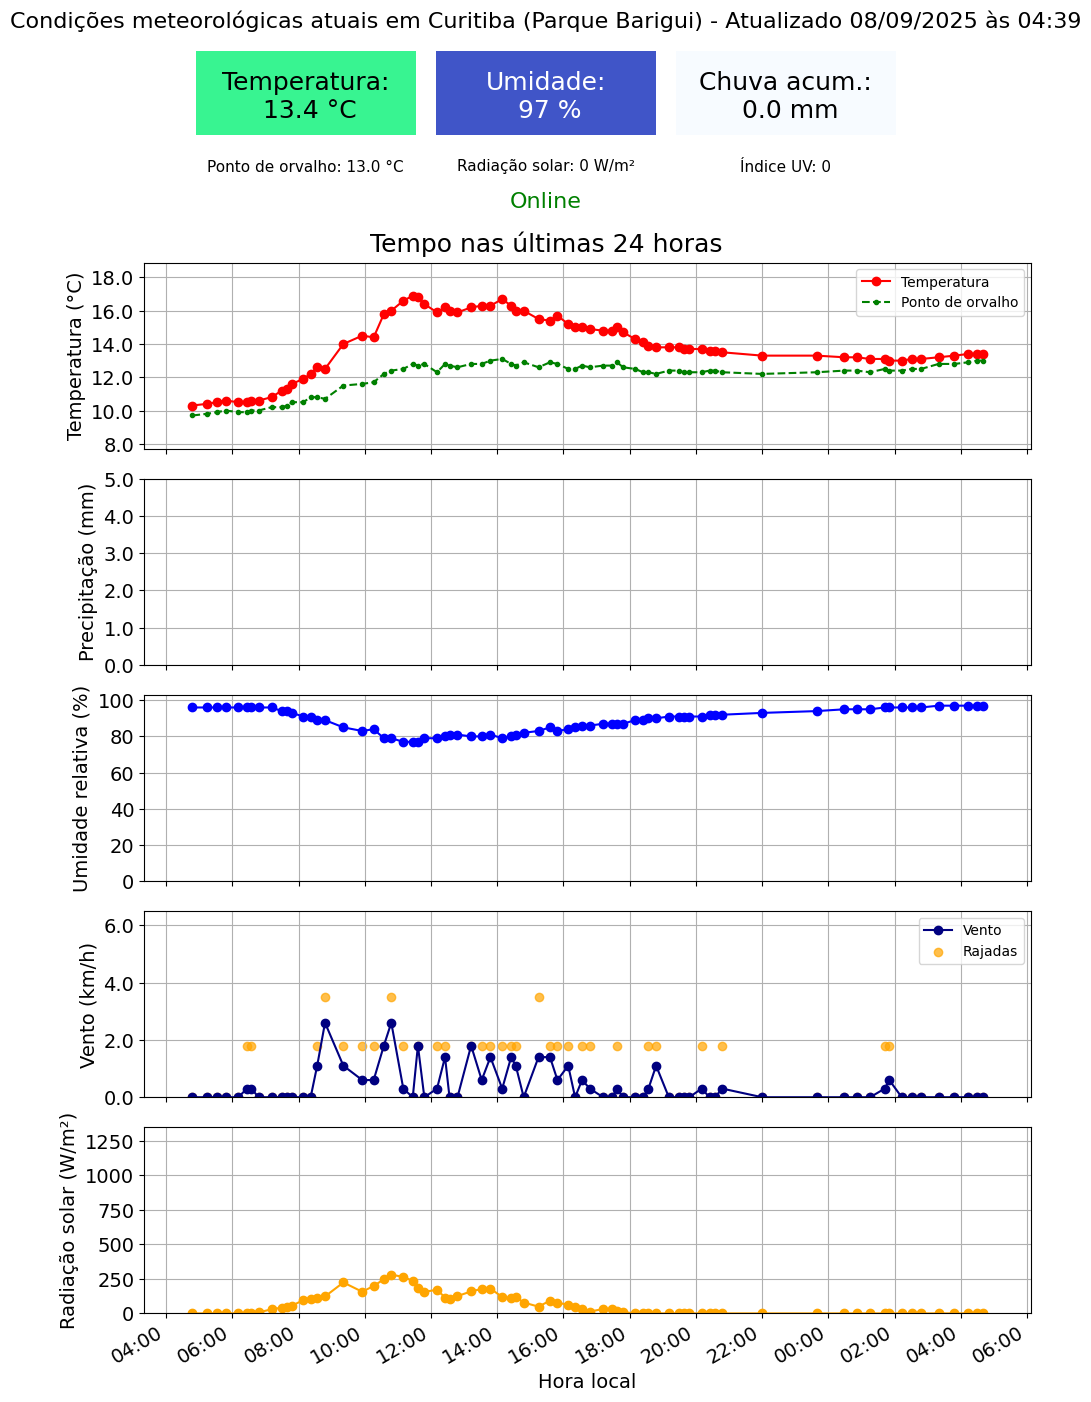 Condições meteorológicas atuais em Curitiba (Parque Barigui) - Atualizado 08/09/2025 às 04:39
Temperatura:
13.4 °C
Umidade:
97 %
Chuva acum.:
0.0 mm
Ponto de orvalho: 13.0 °C
Radiação solar: 0 W/m²
Índice UV: 0
Online
Tempo nas últimas 24 horas
Temperatura (°C)
18.0
16.0
14.0
12.0
10.0
8.0
Temperatura
Ponto de orvalho
Precipitação (mm)
5.0
4.0
3.0
2.0
1.0
0.0
Umidade relativa (%)
100
80
60
40
20
0
Vento (km/h)
6.0
4.0
2.0
0.0
Vento
Rajadas
Radiação solar (W/m²)
1250
1000
750
500
250
0
04:00 06:00 08:00 10:00 12:00 14:00 16:00 18:00 20:00 22:00 00:00 02:00 04:00 06:00
Hora local